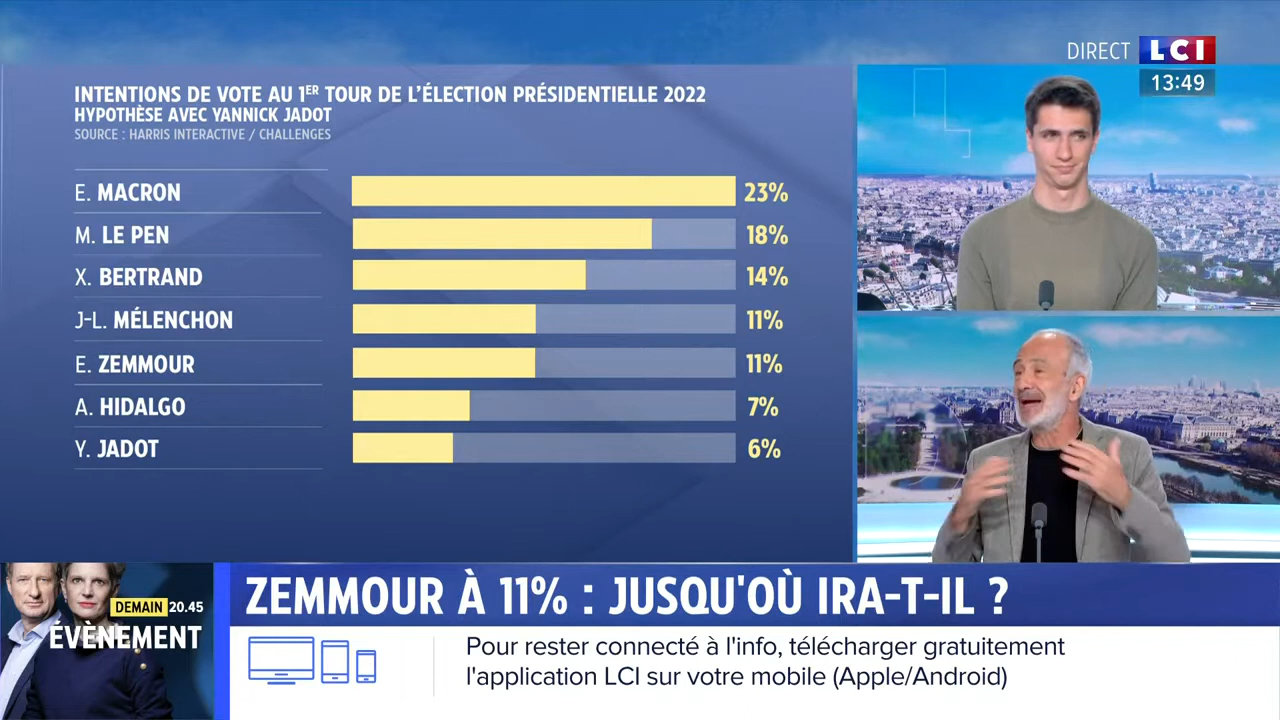 DIRECT LCI
13:49
INTENTIONS DE VOTE AU 1ER TOUR DE L'ÉLECTION PRÉSIDENTIELLE 2022
HYPOTHÈSE AVEC YANNICK JADOT
SOURCE : HARRIS INTERACTIVE / CHALLENGES
E. MACRON 23%
M. LE PEN 18%
X. BERTRAND 14%
J-L. MÉLENCHON 11%
E. ZEMMOUR 11%
A. HIDALGO 7%
Y. JADOT 6%
DEMAIN 20.45
ÉVÈNEMENT
ZEMMOUR À 11% : JUSQU'OÙ IRA-T-IL ?
Pour rester connecté à l'info, télécharger gratuitement
l'application LCI sur votre mobile (Apple/Android)